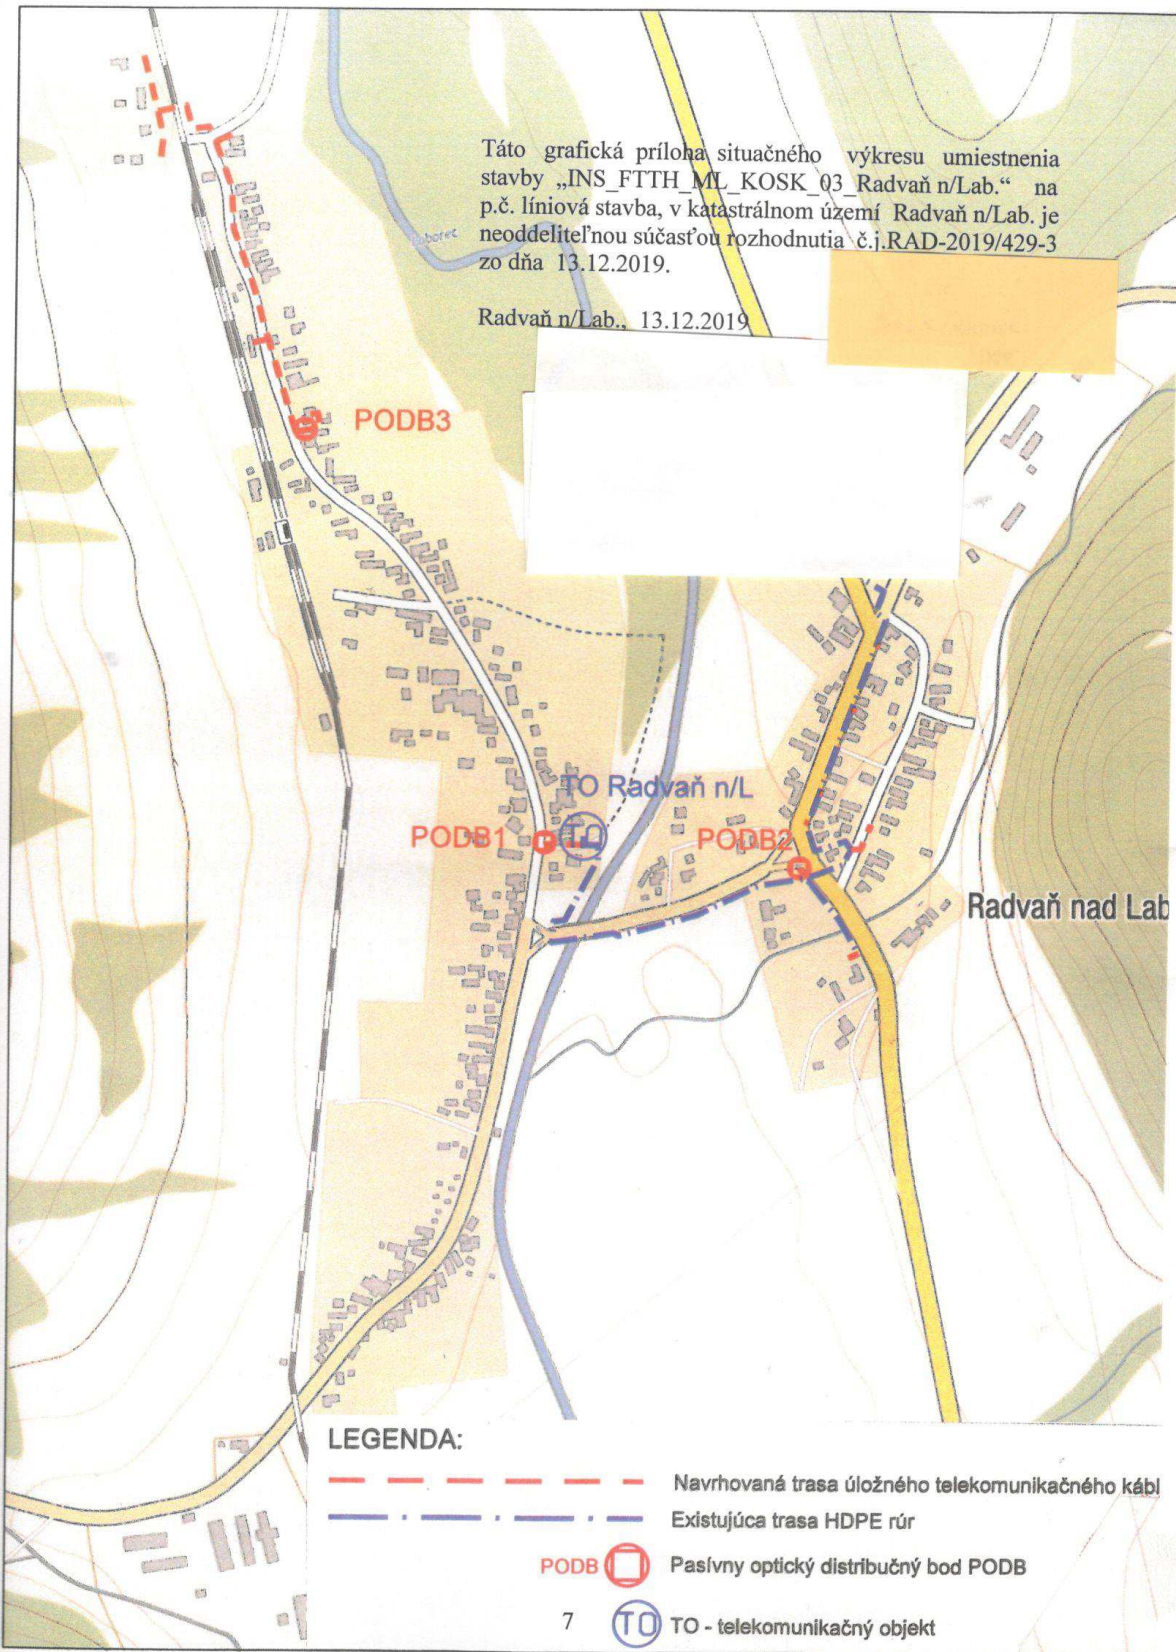 Táto grafická príloha situačného výkresu umiestnenia
stavby „INS_FTTH_ML_KOSK_03_Radvaň n/Lab.“ na
p.č. líniová stavba, v katastrálnom území Radvaň n/Lab. je
neoddeliteľnou súčasťou rozhodnutia č.j.RAD-2019/429-3
zo dňa 13.12.2019.
Laborec
Radvaň n/Lab., 13.12.2019
PODB3
TO Radvaň n/L
PODB1
TO
PODB2
Radvaň nad Lab
LEGENDA:
Navrhovaná trasa úložného telekomunikačného kábl
Existujúca trasa HDPE rúr
PODB
Pasívny optický distribučný bod PODB
7
TO
TO - telekomunikačný objekt